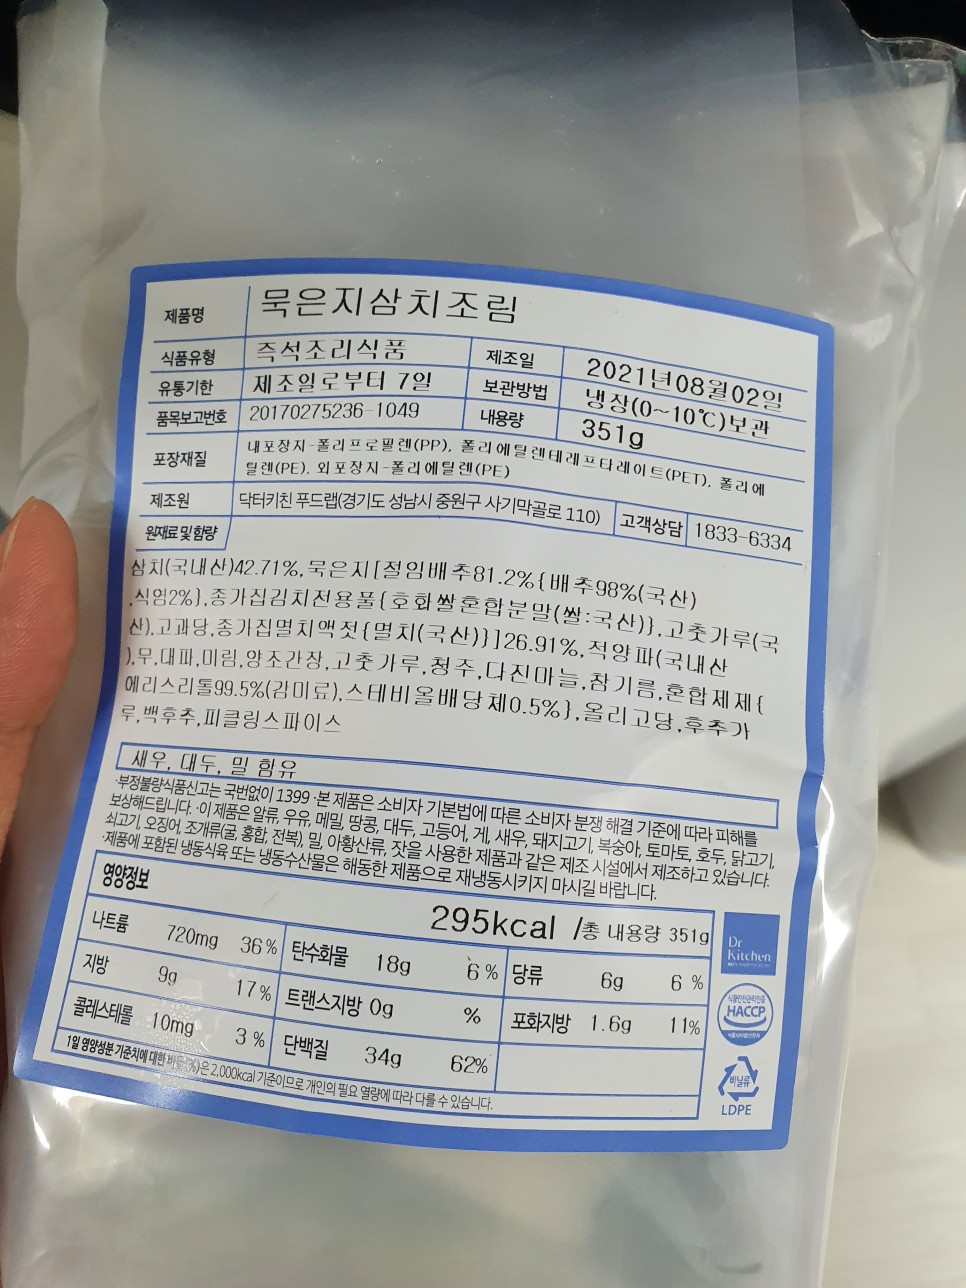 제품명 묵은지삼치조림
식품유형 즉석조리식품 제조일 2021년08월02일
유통기한 제조일로부터 7일 보관방법 냉장(0~10℃)보관
품목보고번호 20170275236-1049 내용량 351g
포장재질 내포장지-폴리프로필렌(PP), 폴리에틸렌테레프타레이트(PET), 폴리에
틸렌(PE), 외포장지-폴리에틸렌(PE)
제조원 닥터키친 푸드랩(경기도 성남시 중원구 사기막골로 110) 고객상담 1833-6334
원재료 및 함량
삼치(국내산)42.71%,묵은지[절임배추81.2%{배추98%(국산)
,식염2%},종가집김치전용풀{호화쌀혼합분말(쌀:국산)},고춧가루(국
산),고과당,종가집멸치액젓{멸치(국산)}]26.91%,적양파(국내산
),무,대파,미림,양조간장,고춧가루,청주,다진마늘,참기름,혼합제제{
에리스리톨99.5%(감미료),스테비올배당체0.5%},올리고당,후추가
루,백후추,피클링스파이스
새우, 대두, 밀 함유
·부정불량식품신고는 국번없이 1399 ·본 제품은 소비자 기본법에 따른 소비자 분쟁 해결 기준에 따라 피해를
보상해드립니다. ·이 제품은 알류, 우유, 메밀, 땅콩, 대두, 고등어, 게, 새우, 돼지고기, 복숭아, 토마토, 호두, 닭고기,
쇠고기, 오징어, 조개류(굴, 홍합, 전복), 밀, 아황산류, 잣을 사용한 제품과 같은 제조 시설에서 제조하고 있습니다.
·제품에 포함된 냉동식육 또는 냉동수산물은 해동한 제품으로 재냉동시키지 마시길 바랍니다.
영양정보 295kcal /총 내용량 351g
나트륨 720mg 36% 탄수화물 18g 6% 당류 6g 6 %
지방 9g 17% 트랜스지방 0g % 포화지방 1.6g 11%
콜레스테롤 10mg 3 % 단백질 34g 62%
1일 영양성분 기준치에 대한 비율(%)은 2,000kcal 기준이므로 개인의 필요 열량에 따라 다를 수 있습니다.
Dr
Kitchen
식품안전관리인증
HACCP
비닐류
LDPE